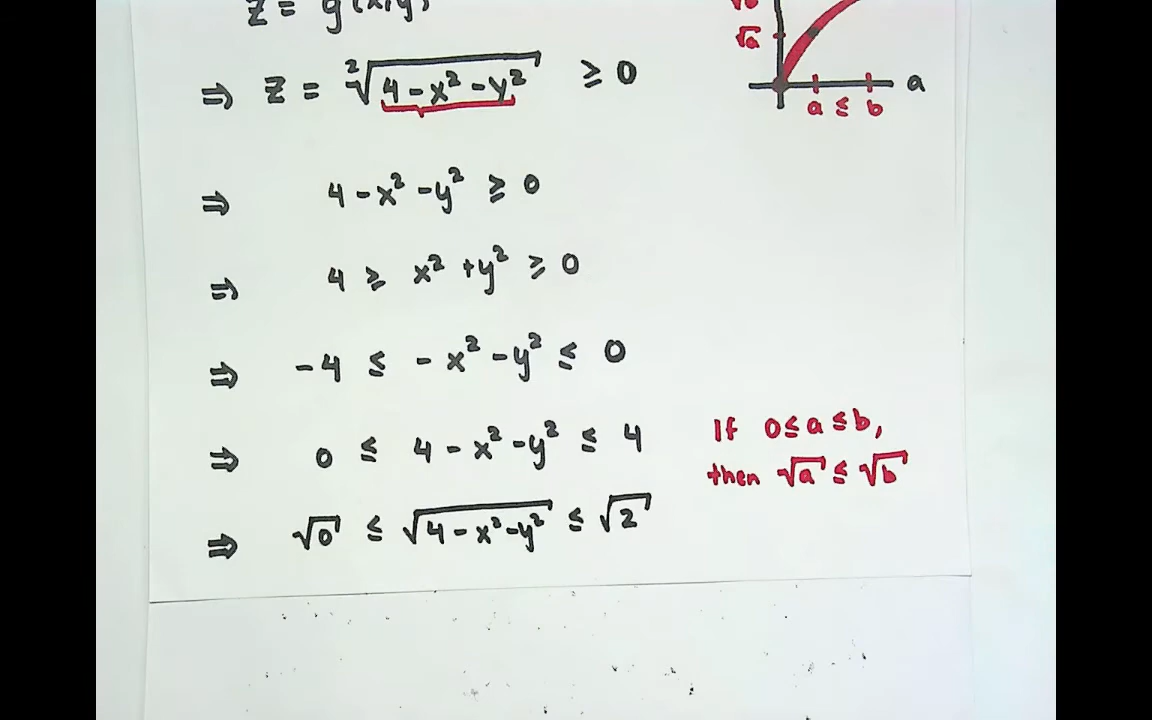 z = g(x,y)
⇒ z = ²√(4 - x² - y²) ≥ 0
√a
a
a ≤ b
⇒ 4 - x² - y² ≥ 0
⇒ 4 ≥ x² + y² ≥ 0
⇒ -4 ≤ - x² - y² ≤ 0
⇒ 0 ≤ 4 - x² - y² ≤ 4
If 0 ≤ a ≤ b,
then √a ≤ √b
⇒ √0 ≤ √(4 - x² - y²) ≤ √2